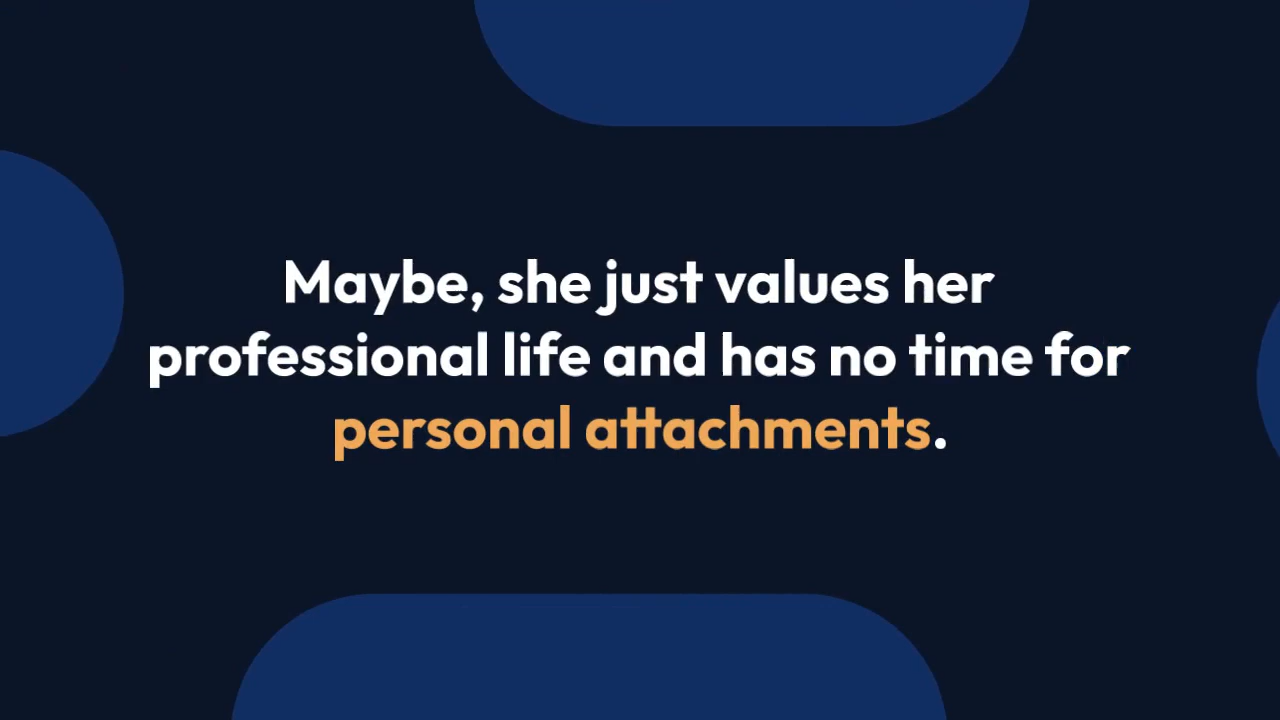 Maybe, she just values her
professional life and has no time for
personal attachments.